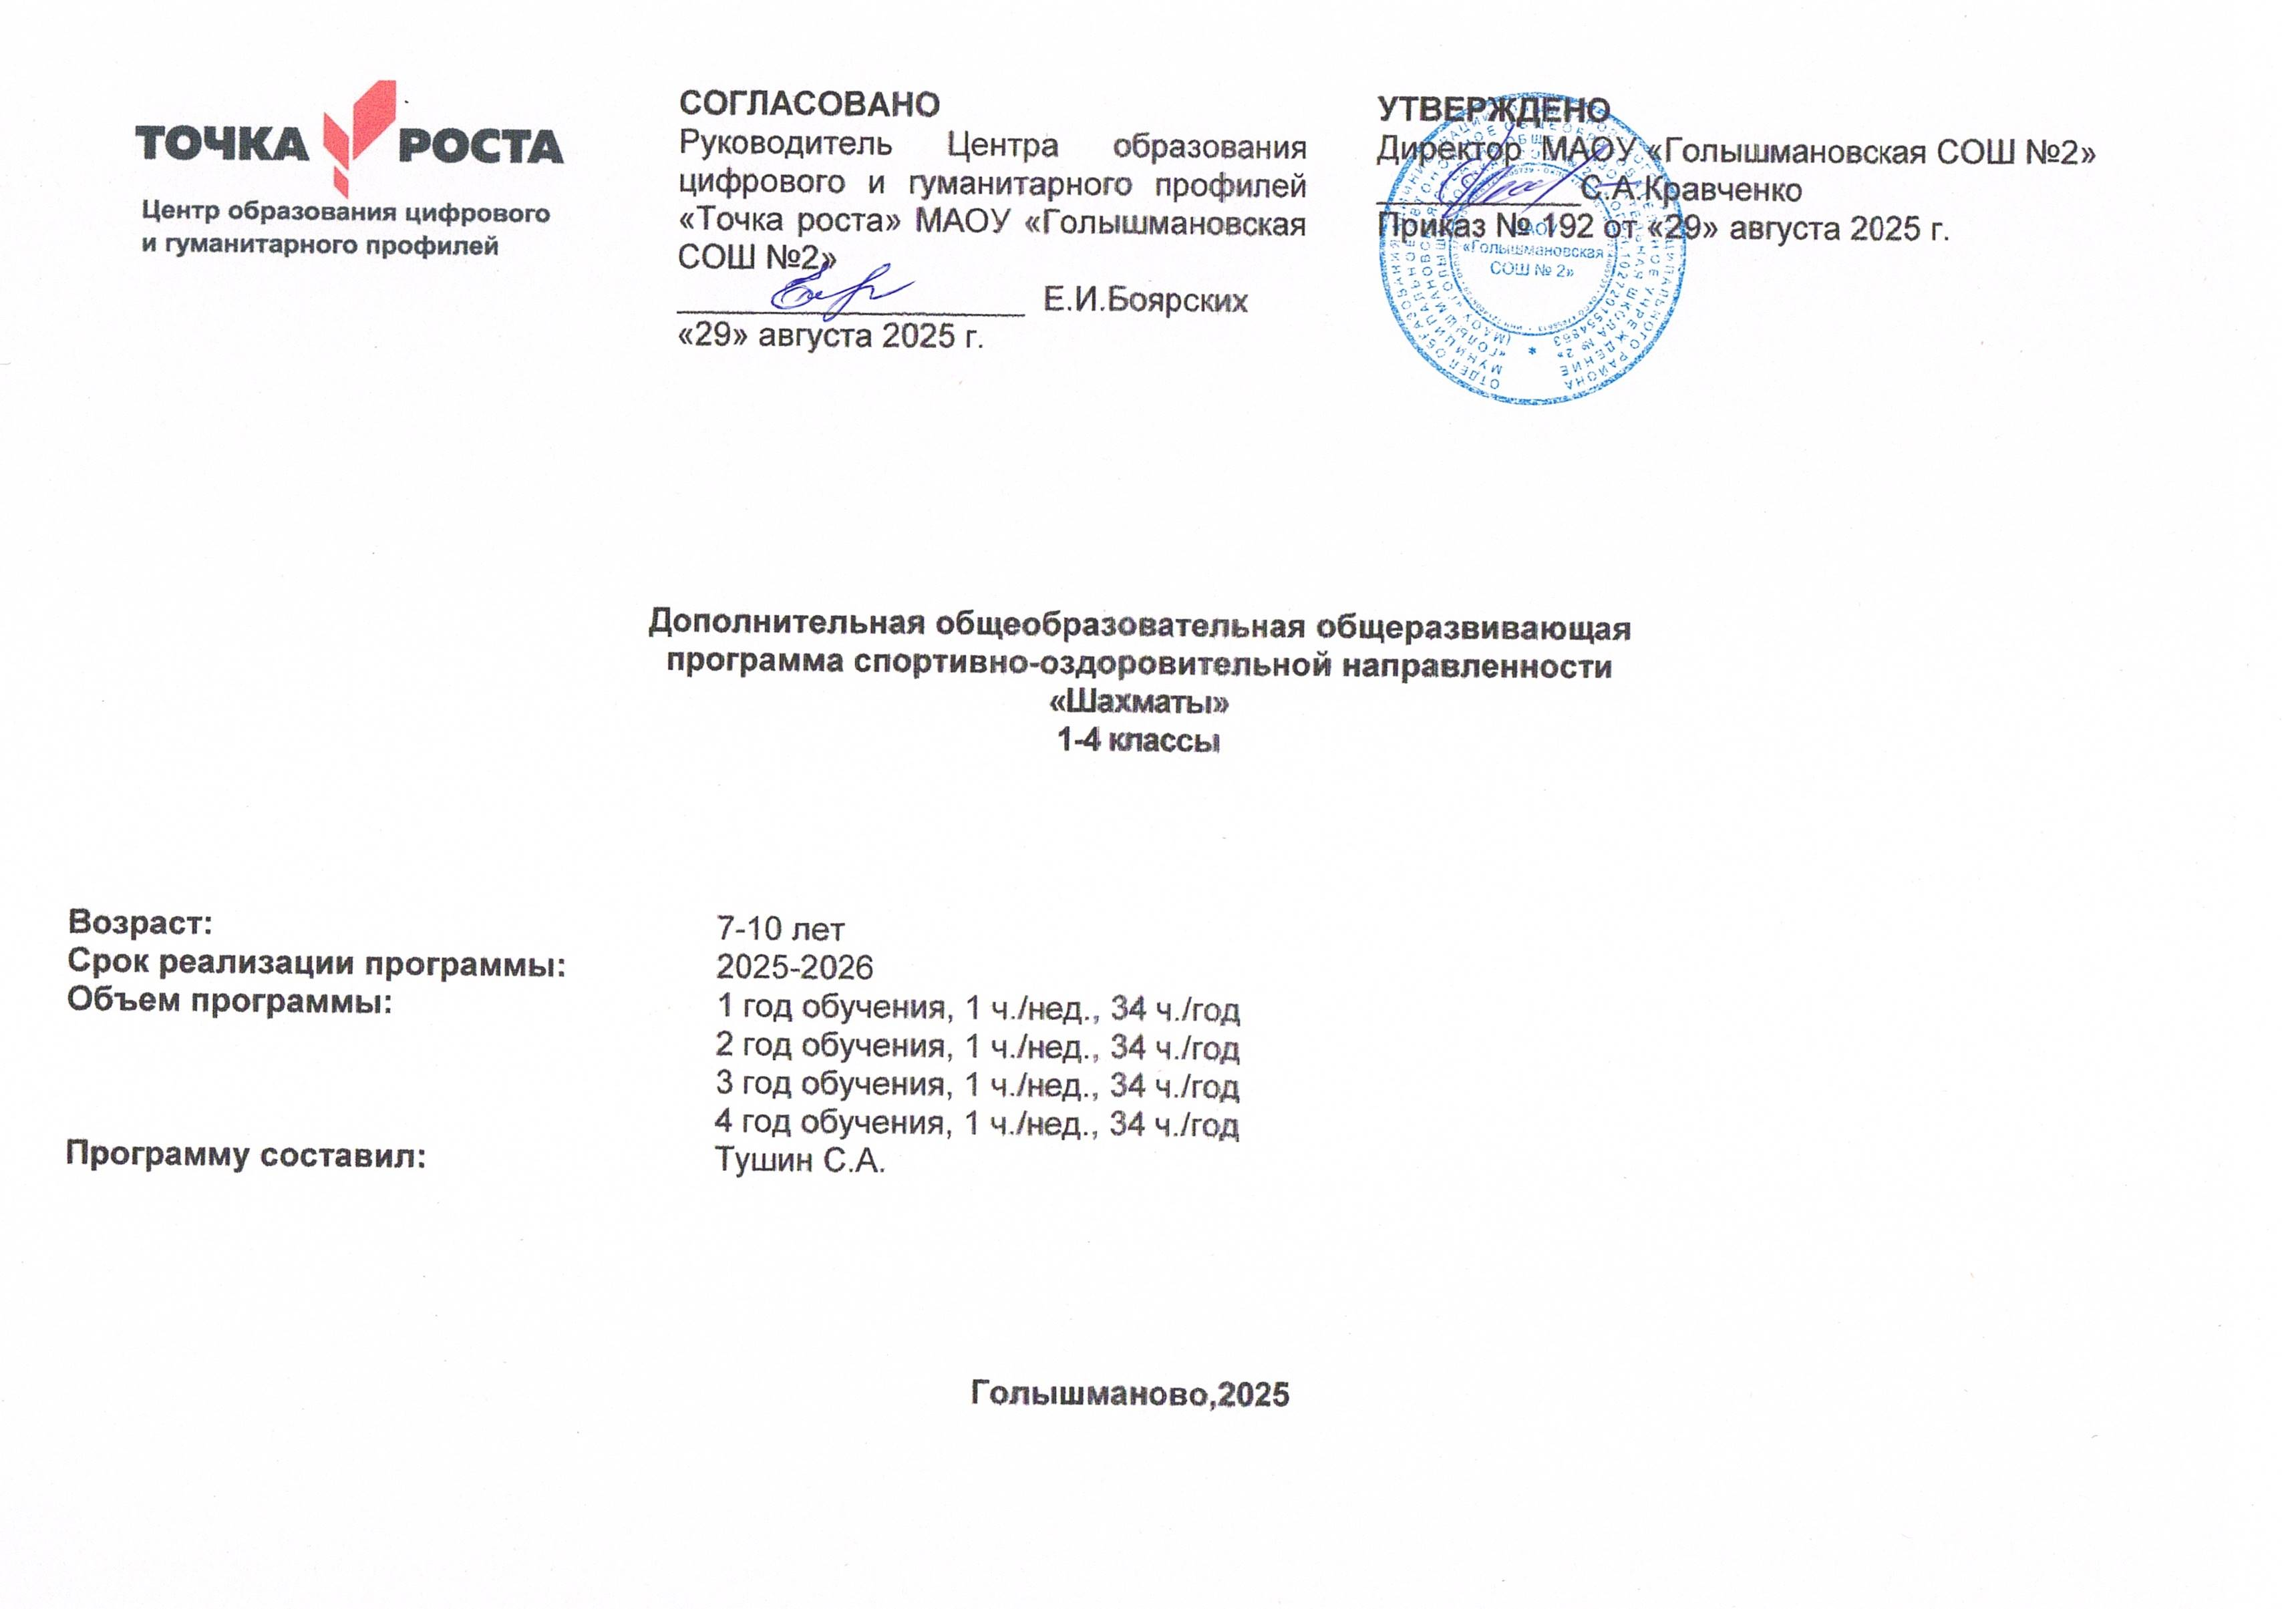 ТОЧКА РОСТА
Центр образования цифрового
и гуманитарного профилей
СОГЛАСОВАНО
Руководитель Центра образования
цифрового и гуманитарного профилей
«Точка роста» МАОУ «Голышмановская
СОШ №2»
Е.И.Боярских
«29» августа 2025 г.
УТВЕРЖДЕНО
Директор МАОУ «Голышмановская СОШ №2»
С.А.Кравченко
Приказ № 192 от «29» августа 2025 г.
«Голышмановская
СОШ № 2»
Дополнительная общеобразовательная общеразвивающая
программа спортивно-оздоровительной направленности
«Шахматы»
1-4 классы
Возраст: 7-10 лет
Срок реализации программы: 2025-2026
Объем программы: 1 год обучения, 1 ч./нед., 34 ч./год
2 год обучения, 1 ч./нед., 34 ч./год
3 год обучения, 1 ч./нед., 34 ч./год
4 год обучения, 1 ч./нед., 34 ч./год
Программу составил: Тушин С.А.
Голышманово,2025